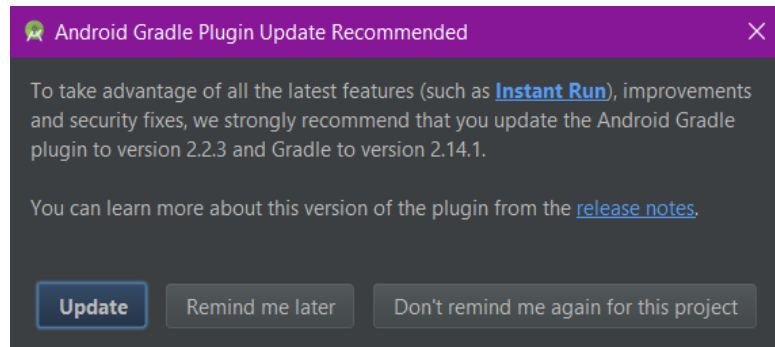 Android Gradle Plugin Update Recommended
To take advantage of all the latest features (such as Instant Run), improvements
and security fixes, we strongly recommend that you update the Android Gradle
plugin to version 2.2.3 and Gradle to version 2.14.1.
You can learn more about this version of the plugin from the release notes.
Update Remind me later Don't remind me again for this project